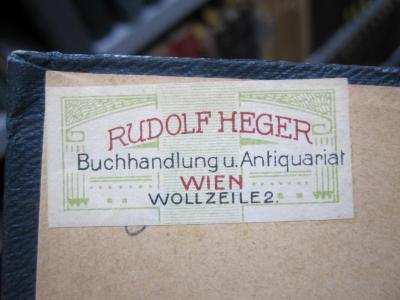 RUDOLF HEGER
Buchhandlung u. Antiquariat
WIEN
WOLLZEILE 2.